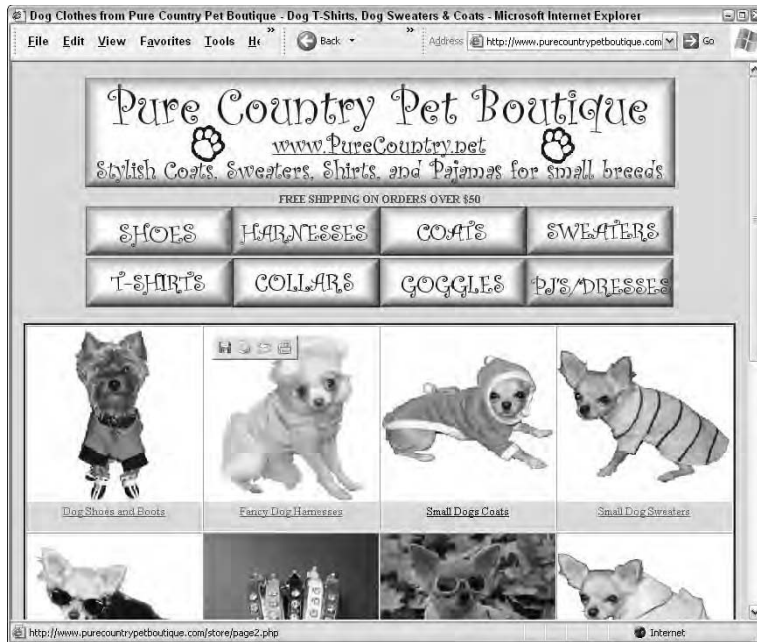 Dog Clothes from Pure Country Pet Boutique - Dog T-Shirts, Dog Sweaters & Coats - Microsoft Internet Explorer
File Edit View Favorites Tools He » Back » Address http://www.purecountrypetboutique.com Go
Pure Country Pet Boutique
www.PureCountry.net
Stylish Coats, Sweaters, Shirts, and Pajamas for small breeds
FREE SHIPPING ON ORDERS OVER $50
SHOES HARNESSES COATS SWEATERS
T-SHIRTS COLLARS GOGGLES PJ'S/DRESSES
Dog Shoes and Boots Fancy Dog Harnesses Small Dogs Coats Small Dog Sweaters
http://www.purecountrypetboutique.com/store/page2.php Internet